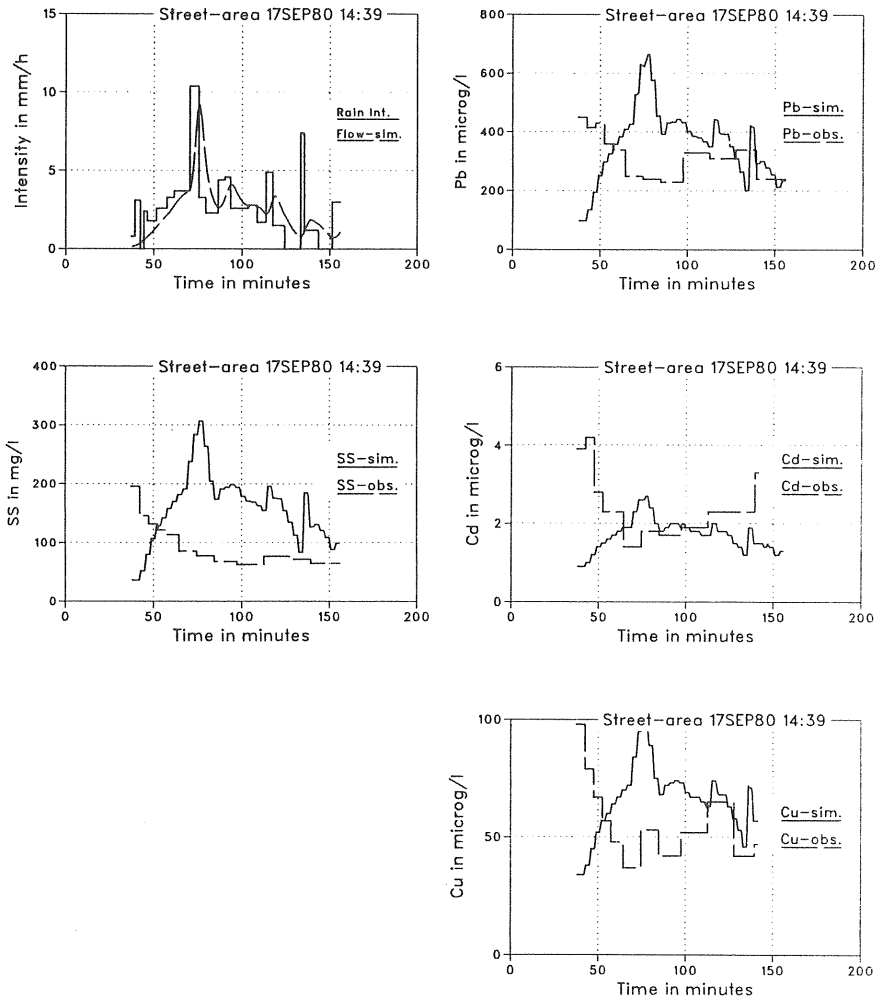 Street-area 17SEP80 14:39
15
10
5
0
Intensity in mm/h
Rain Int.
Flow-sim.
0 50 100 150 200
Time in minutes
Street-area 17SEP80 14:39
800
600
400
200
0
Pb in microg/l
Pb-sim.
Pb-obs.
0 50 100 150 200
Time in minutes
Street-area 17SEP80 14:39
400
300
200
100
0
SS in mg/l
SS-sim.
SS-obs.
0 50 100 150 200
Time in minutes
Street-area 17SEP80 14:39
6
4
2
0
Cd in microg/l
Cd-sim.
Cd-obs.
0 50 100 150 200
Time in minutes
Street-area 17SEP80 14:39
100
50
0
Cu in microg/l
Cu-sim.
Cu-obs.
0 50 100 150 200
Time in minutes